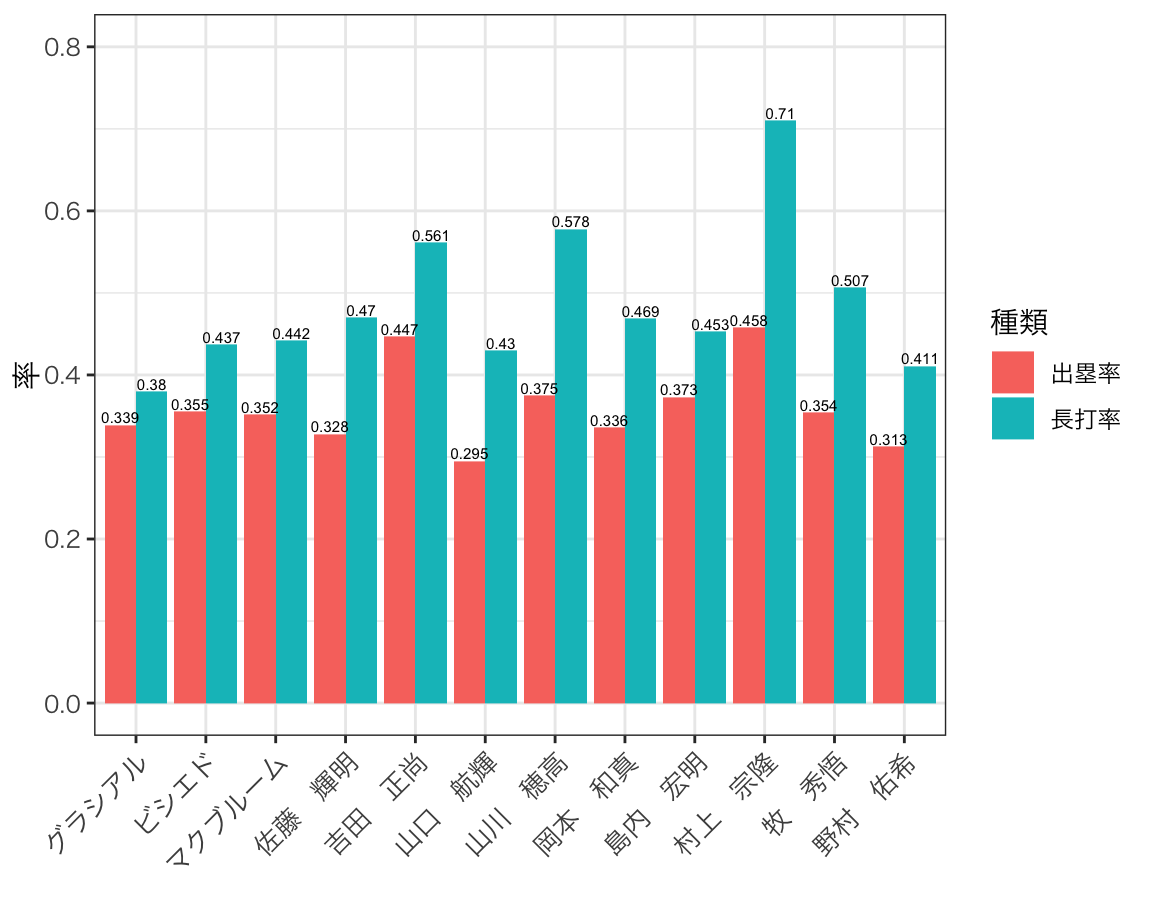 0.8
0.6
0.4
0.2
0.0
率
0.339
0.38
0.355
0.437
0.352
0.442
0.328
0.47
0.447
0.561
0.295
0.43
0.375
0.578
0.336
0.469
0.373
0.453
0.458
0.71
0.354
0.507
0.313
0.411
グラシアル
ビシエド
マクブルーム
佐藤 輝明
吉田 正尚
山口 航輝
山川 穂高
岡本 和真
島内 宏明
村上 宗隆
牧 秀悟
野村 佑希
種類
出塁率
長打率